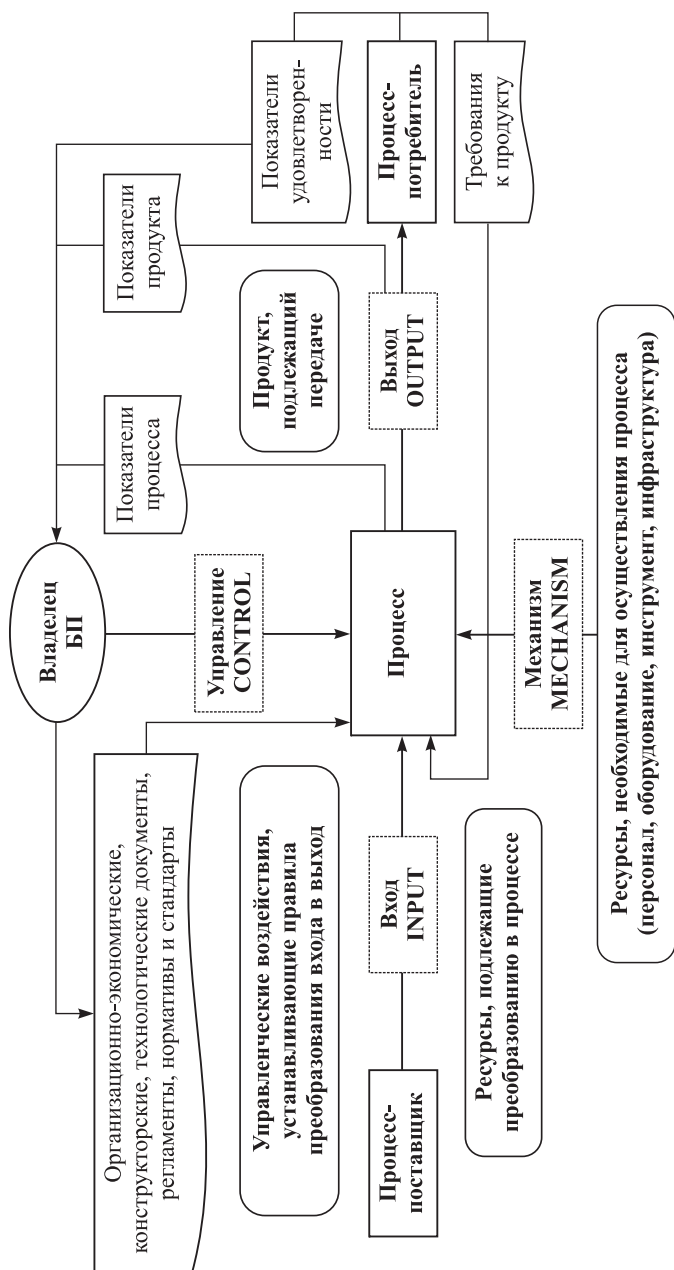 Владелец
БП
Организационно-экономические,
конструкторские, технологические документы,
регламенты, нормативы и стандарты
Показатели
процесса
Показатели
продукта
Показатели
удовлетворен-
ности
Управление
CONTROL
Управленческие воздействия,
устанавливающие правила
преобразования входа в выход
Продукт,
подлежащий
передаче
Процесс-
поставщик
Вход
INPUT
Процесс
Выход
OUTPUT
Процесс-
потребитель
Ресурсы, подлежащие
преобразованию в процессе
Механизм
MECHANISM
Требования
к продукту
Ресурсы, необходимые для осуществления процесса
(персонал, оборудование, инструмент, инфраструктура)